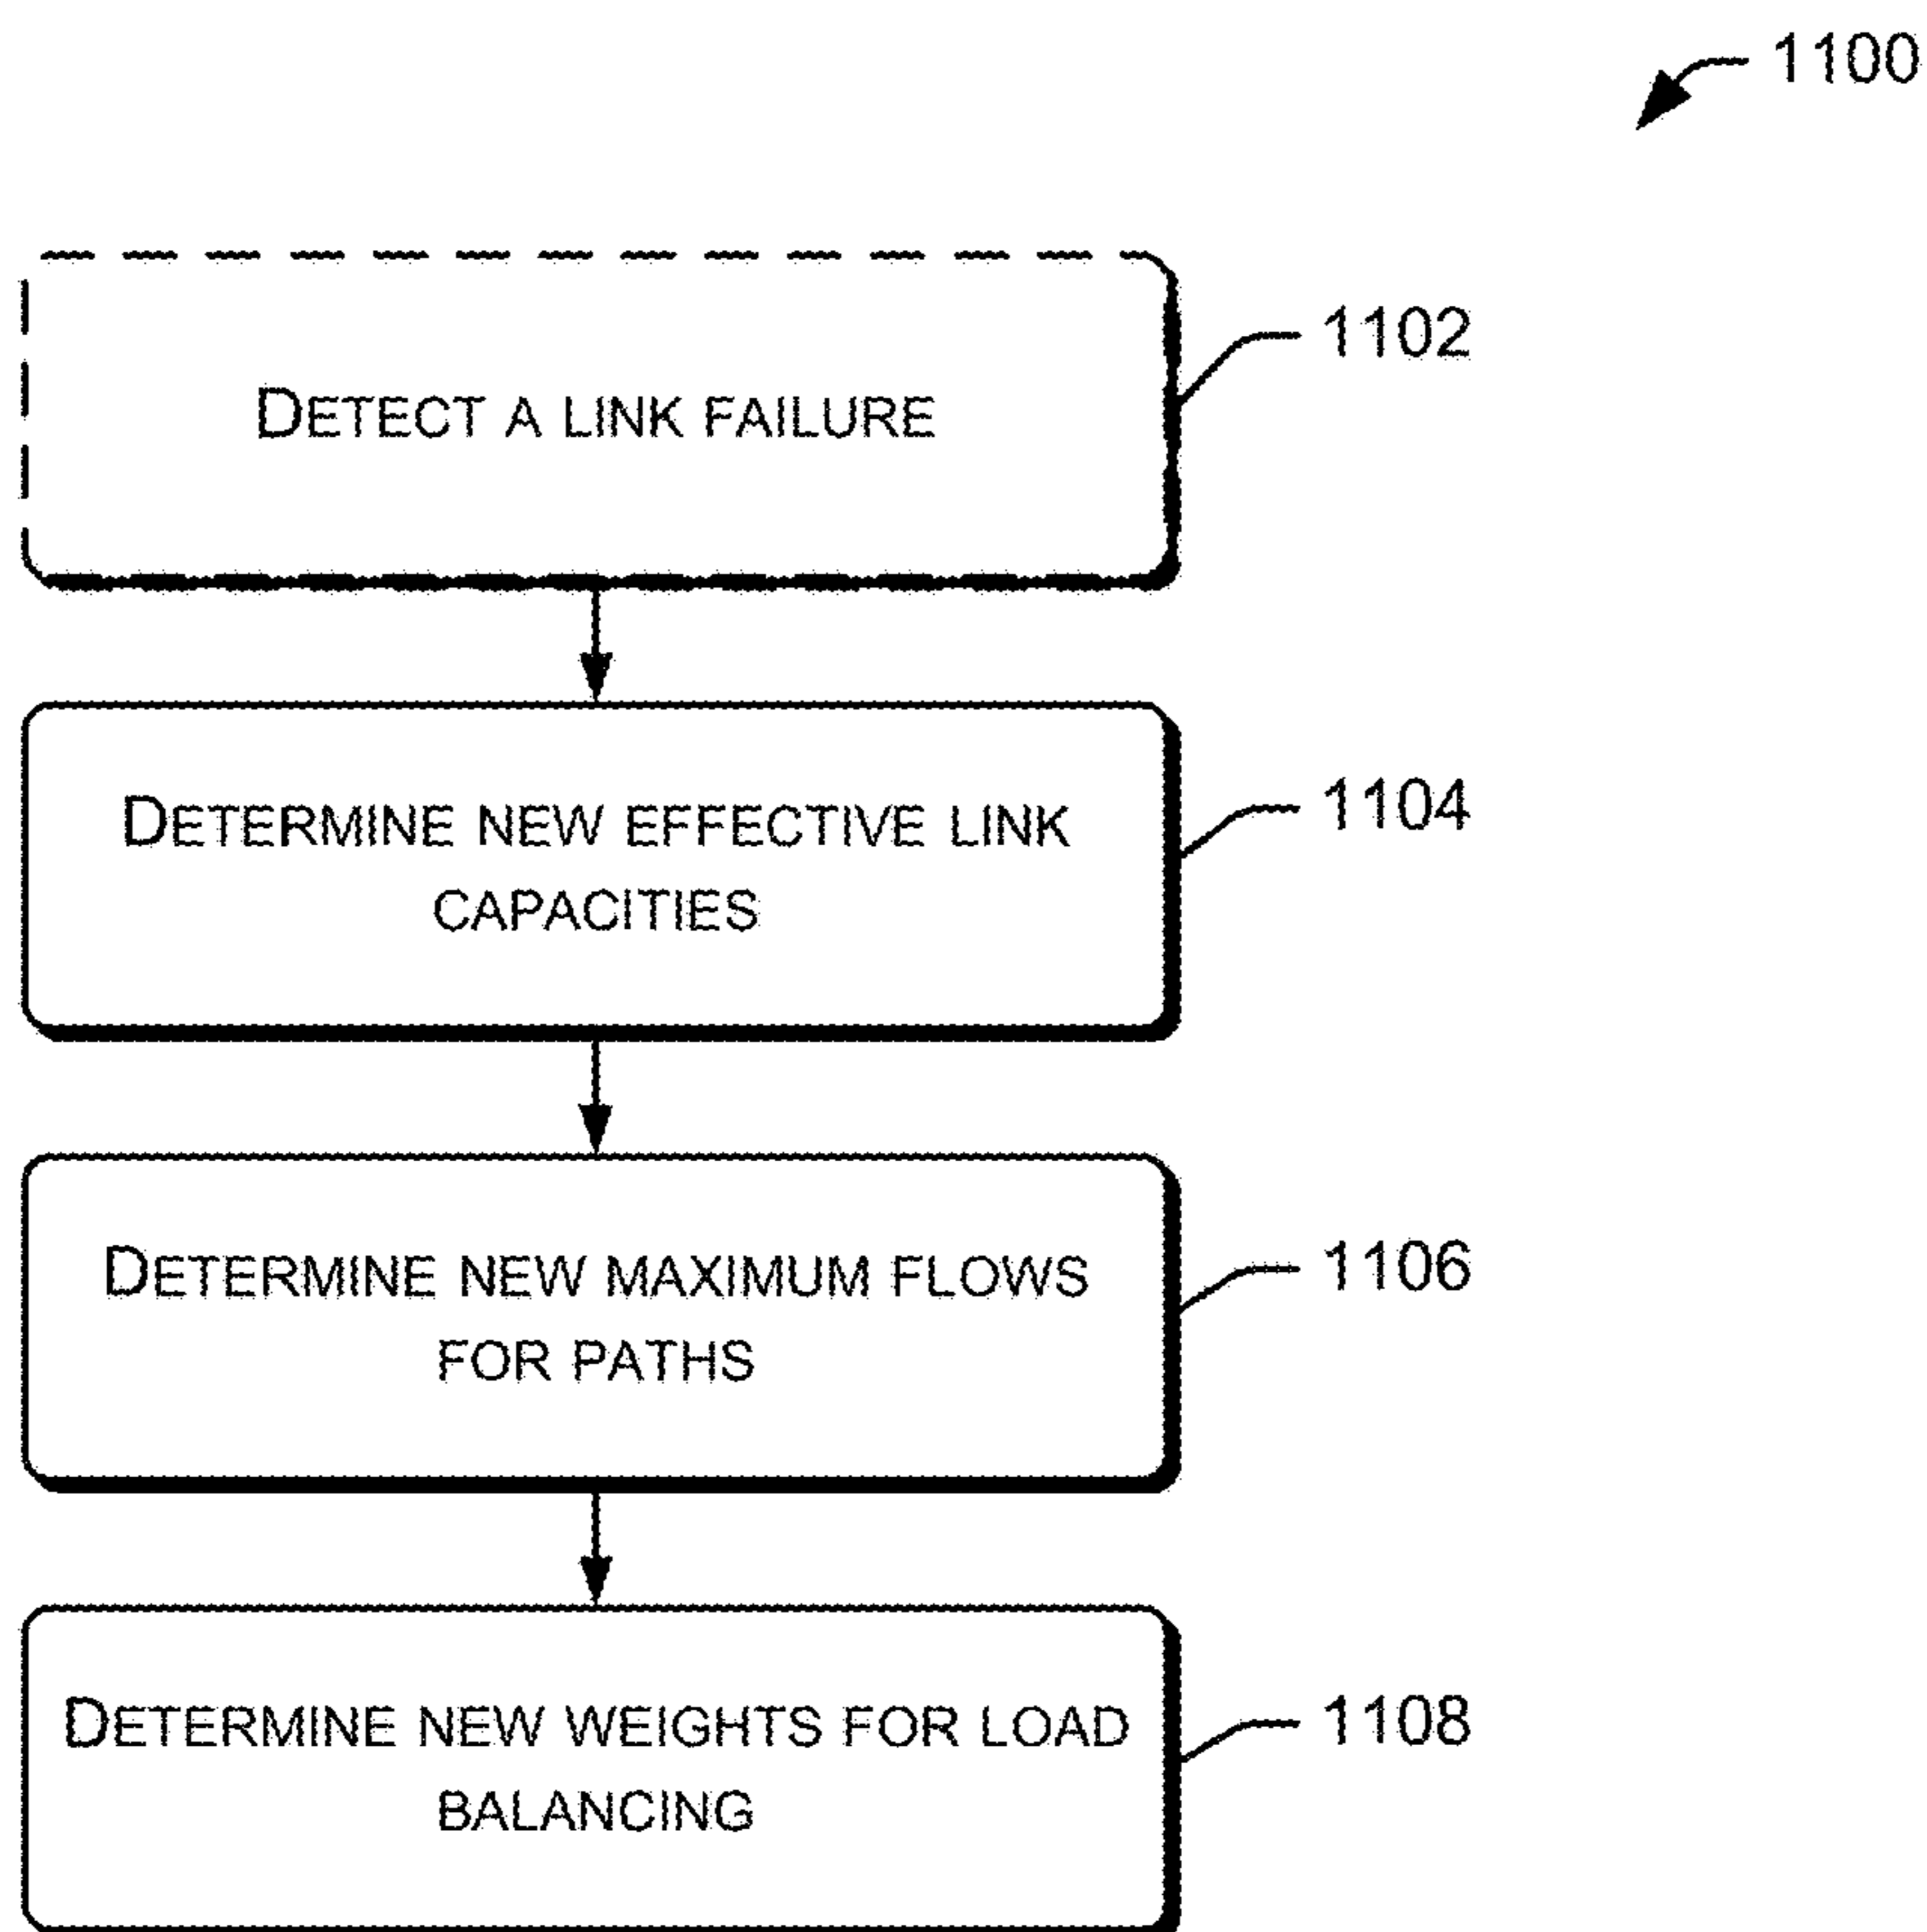 1100
1102
DETECT A LINK FAILURE
1104
DETERMINE NEW EFFECTIVE LINK
CAPACITIES
1106
DETERMINE NEW MAXIMUM FLOWS
FOR PATHS
1108
DETERMINE NEW WEIGHTS FOR LOAD
BALANCING